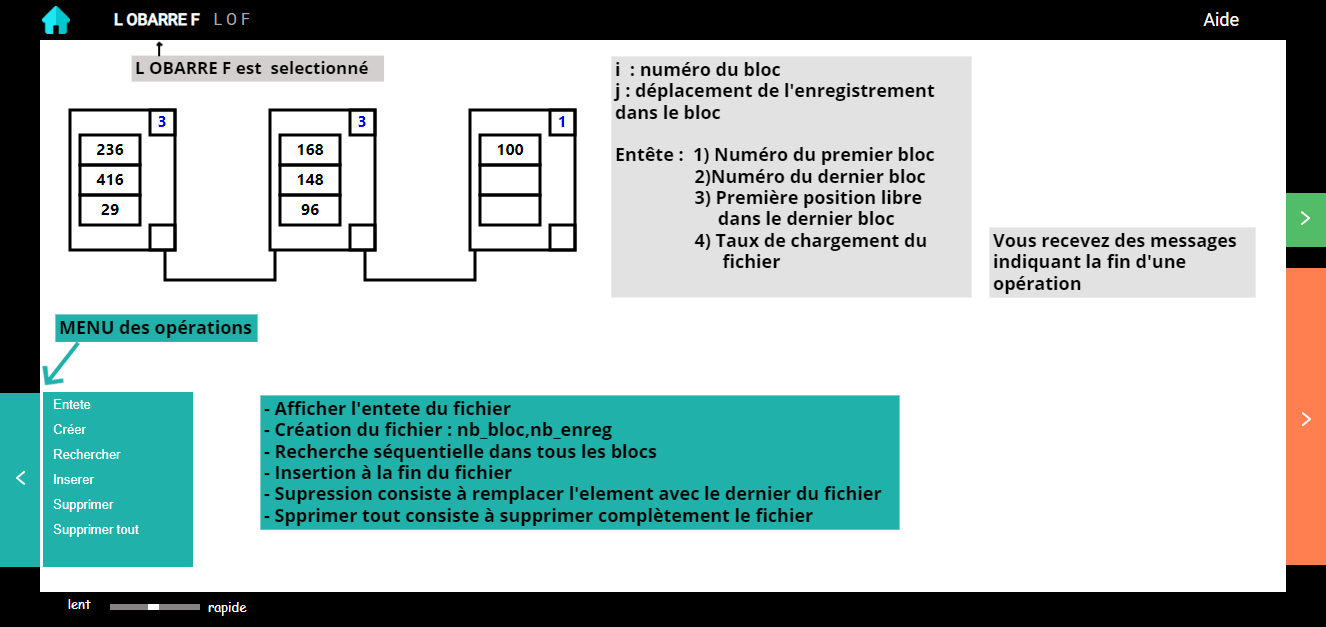 L OBARRE F L O F Aide
L OBARRE F est selectionné
3
236
416
29
3
168
148
96
1
100
i : numéro du bloc
j : déplacement de l'enregistrement
dans le bloc
Entête : 1) Numéro du premier bloc
2)Numéro du dernier bloc
3) Première position libre
dans le dernier bloc
4) Taux de chargement du
fichier
Vous recevez des messages
indiquant la fin d'une
opération
MENU des opérations
Entete
Créer
Rechercher
Inserer
Supprimer
Supprimer tout
- Afficher l'entete du fichier
- Création du fichier : nb_bloc,nb_enreg
- Recherche séquentielle dans tous les blocs
- Insertion à la fin du fichier
- Supression consiste à remplacer l'element avec le dernier du fichier
- Spprimer tout consiste à supprimer complètement le fichier
lent rapide